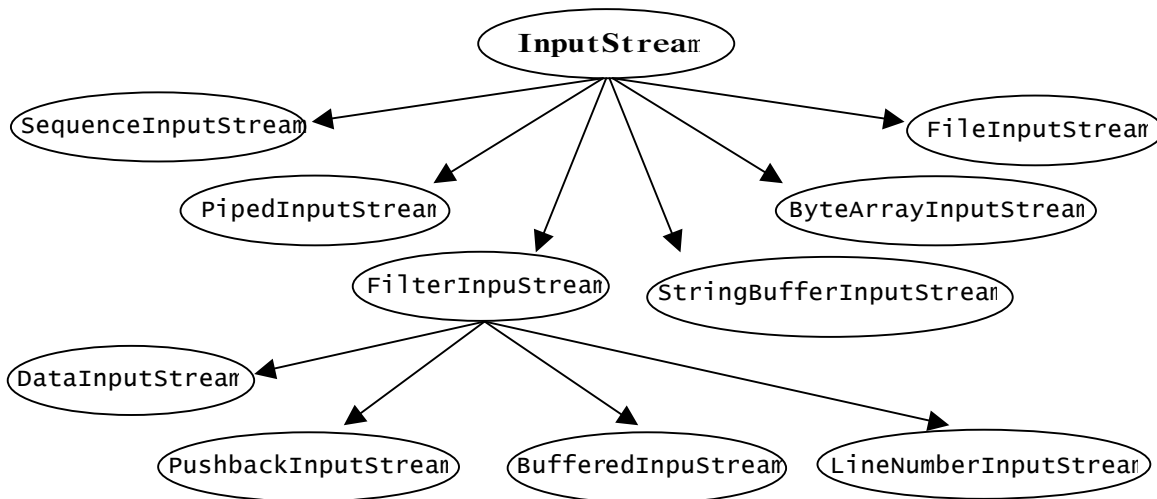 InputStream
SequenceInputStream
FileInputStream
PipedInputStream
ByteArrayInputStream
FilterInpuStream
StringBufferInputStream
DataInputStream
PushbackInputStream
BufferedInpuStream
LineNumberInputStream